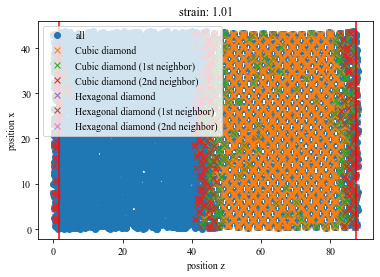 strain: 1.01
all
Cubic diamond
Cubic diamond (1st neighbor)
Cubic diamond (2nd neighbor)
Hexagonal diamond
Hexagonal diamond (1st neighbor)
Hexagonal diamond (2nd neighbor)
40
30
20
10
0
position x
0 20 40 60 80
position z